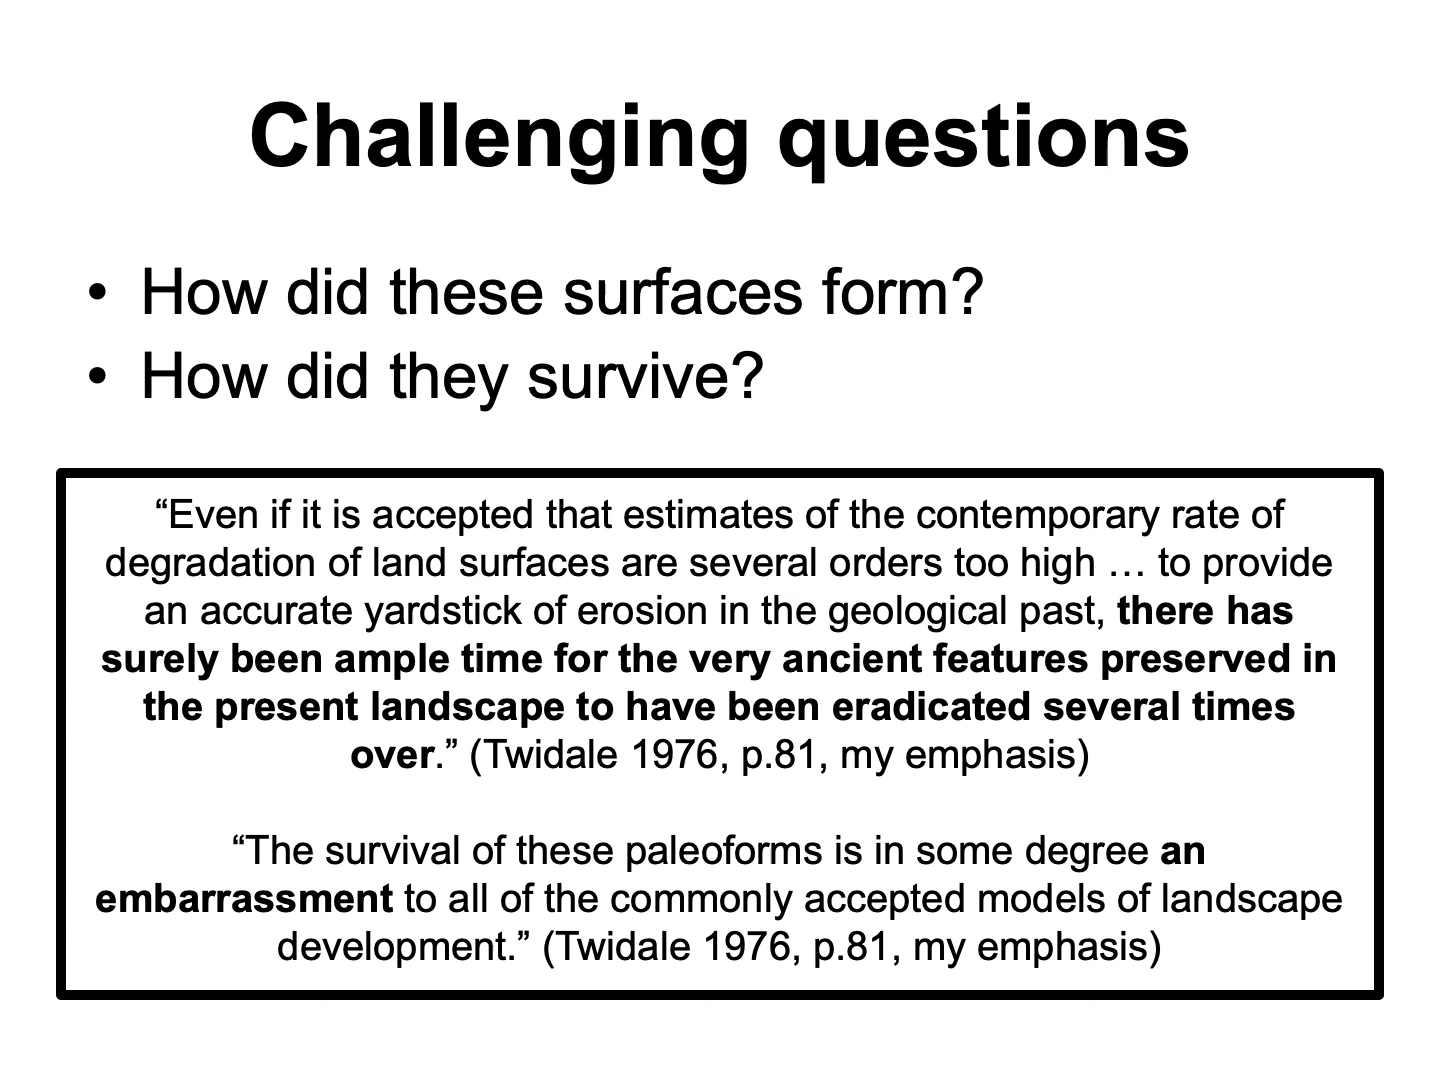 Challenging questions
• How did these surfaces form?
• How did they survive?
“Even if it is accepted that estimates of the contemporary rate of
degradation of land surfaces are several orders too high … to provide
an accurate yardstick of erosion in the geological past, there has
surely been ample time for the very ancient features preserved in
the present landscape to have been eradicated several times
over.” (Twidale 1976, p.81, my emphasis)
“The survival of these paleoforms is in some degree an
embarrassment to all of the commonly accepted models of landscape
development.” (Twidale 1976, p.81, my emphasis)